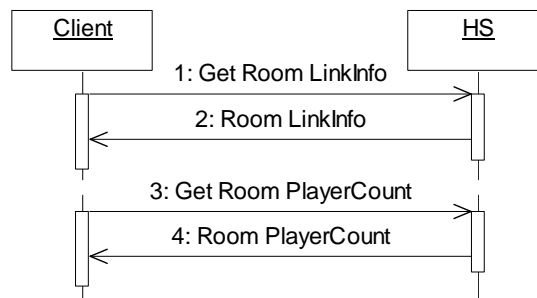 Client
HS
1: Get Room LinkInfo
2: Room LinkInfo
3: Get Room PlayerCount
4: Room PlayerCount